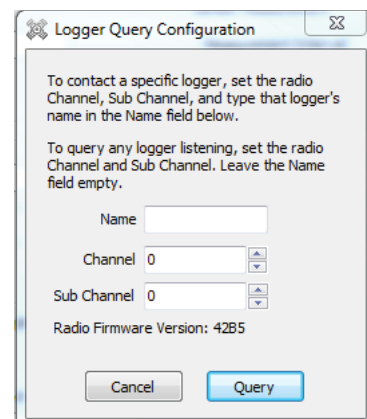 Logger Query Configuration
To contact a specific logger, set the radio
Channel, Sub Channel, and type that logger's
name in the Name field below.
To query any logger listening, set the radio
Channel and Sub Channel. Leave the Name
field empty.
Name
Channel 0
Sub Channel 0
Radio Firmware Version: 42B5
Cancel Query